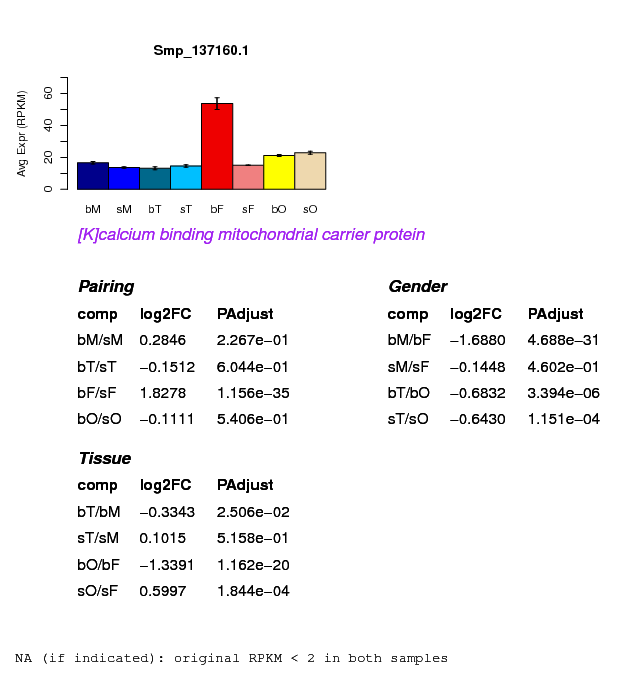 Smp_137160.1
Avg Expr (RPKM)
0 20 40 60
bM sM bT sT bF sF bO sO
[K]calcium binding mitochondrial carrier protein
Pairing
comp log2FC PAdjust
bM/sM 0.2846 2.267e−01
bT/sT −0.1512 6.044e−01
bF/sF 1.8278 1.156e−35
bO/sO −0.1111 5.406e−01
Gender
comp log2FC PAdjust
bM/bF −1.6880 4.688e−31
sM/sF −0.1448 4.602e−01
bT/bO −0.6832 3.394e−06
sT/sO −0.6430 1.151e−04
Tissue
comp log2FC PAdjust
bT/bM −0.3343 2.506e−02
sT/sM 0.1015 5.158e−01
bO/bF −1.3391 1.162e−20
sO/sF 0.5997 1.844e−04
NA (if indicated): original RPKM < 2 in both samples